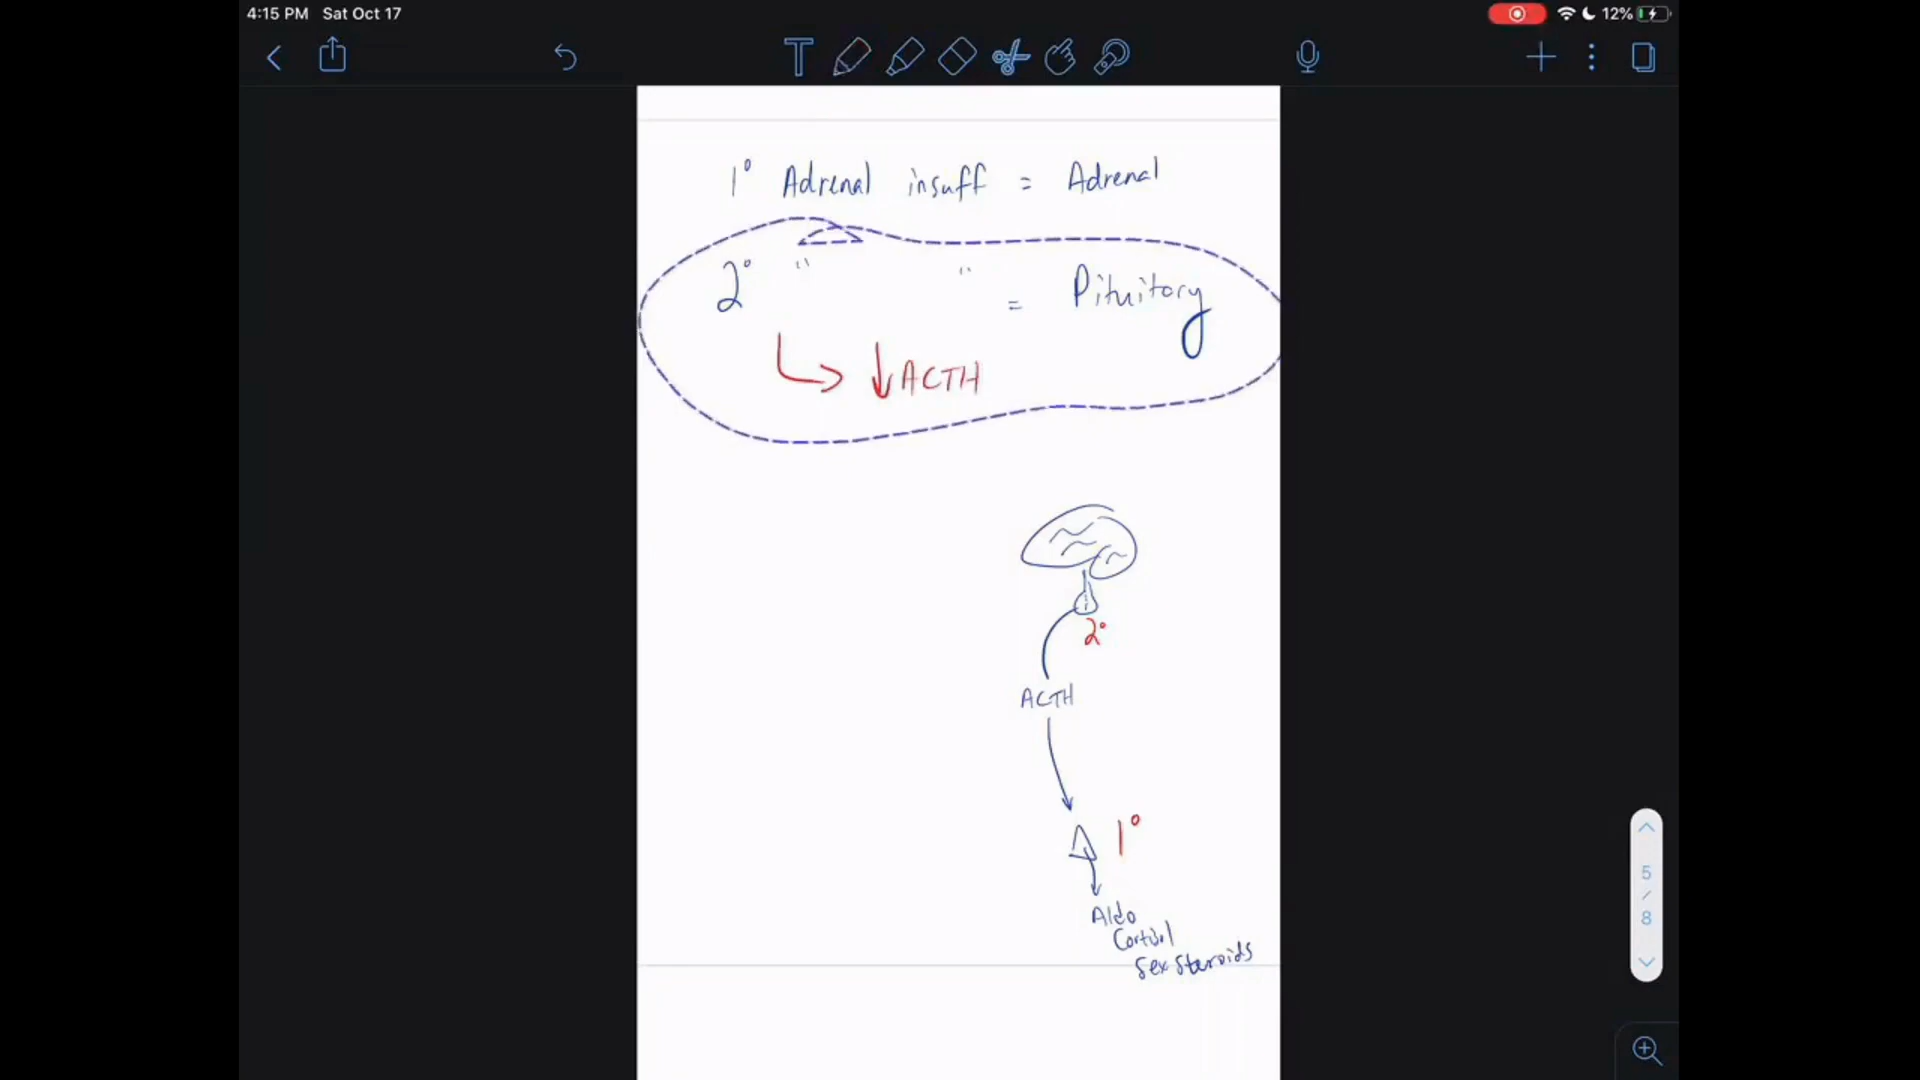 4:15 PM Sat Oct 17
12%
T
1° Adrenal insuff = Adrenal
2° " " = Pituitory
↓ACTH
2°
ACTH
1°
Aldo
Cortisol
Sex steroids
5
/
8